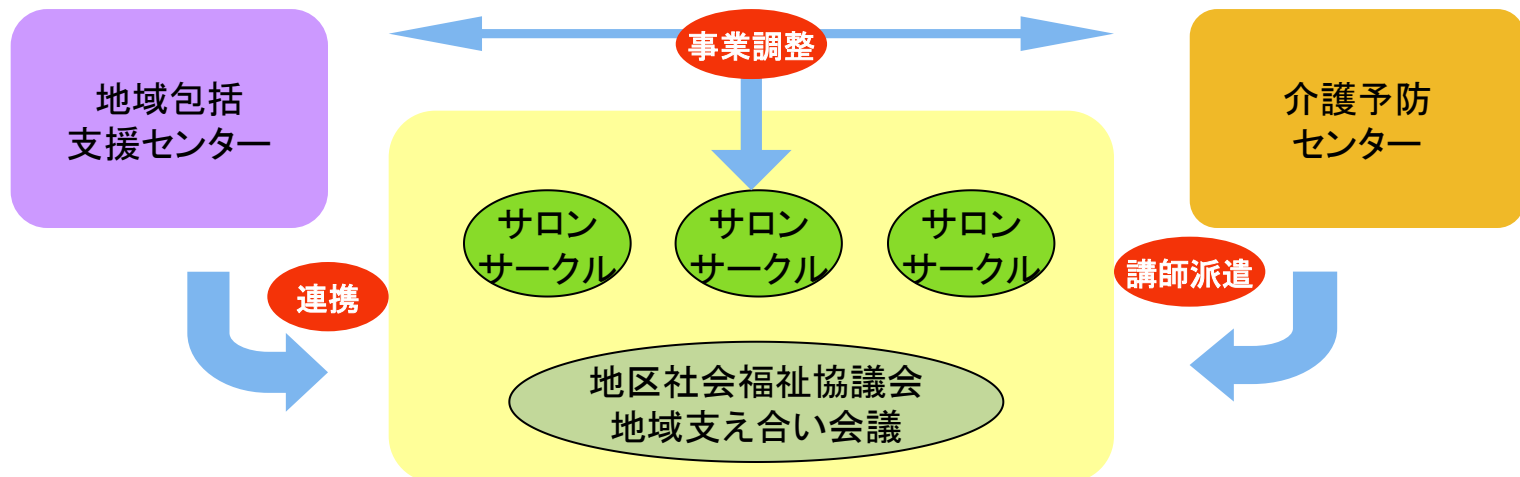 事業調整
地域包括
支援センター
介護予防
センター
サロン
サークル
サロン
サークル
サロン
サークル
連携
講師派遣
地区社会福祉協議会
地域支え合い会議